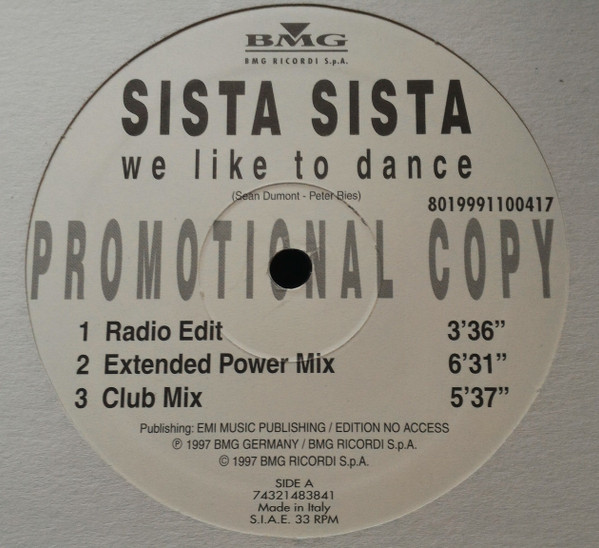 BMG
BMG RICORDI S.p.A.
SISTA SISTA
we like to dance
(Sean Dumont - Peter Ries)
8019991100417
PROMOTIONAL COPY
1 Radio Edit 3'36"
2 Extended Power Mix 6'31"
3 Club Mix 5'37"
Publishing: EMI MUSIC PUBLISHING / EDITION NO ACCESS
℗ 1997 BMG GERMANY / BMG RICORDI S.p.A.
© 1997 BMG RICORDI S.p.A.
SIDE A
74321483841
Made in Italy
S.I.A.E. 33 RPM